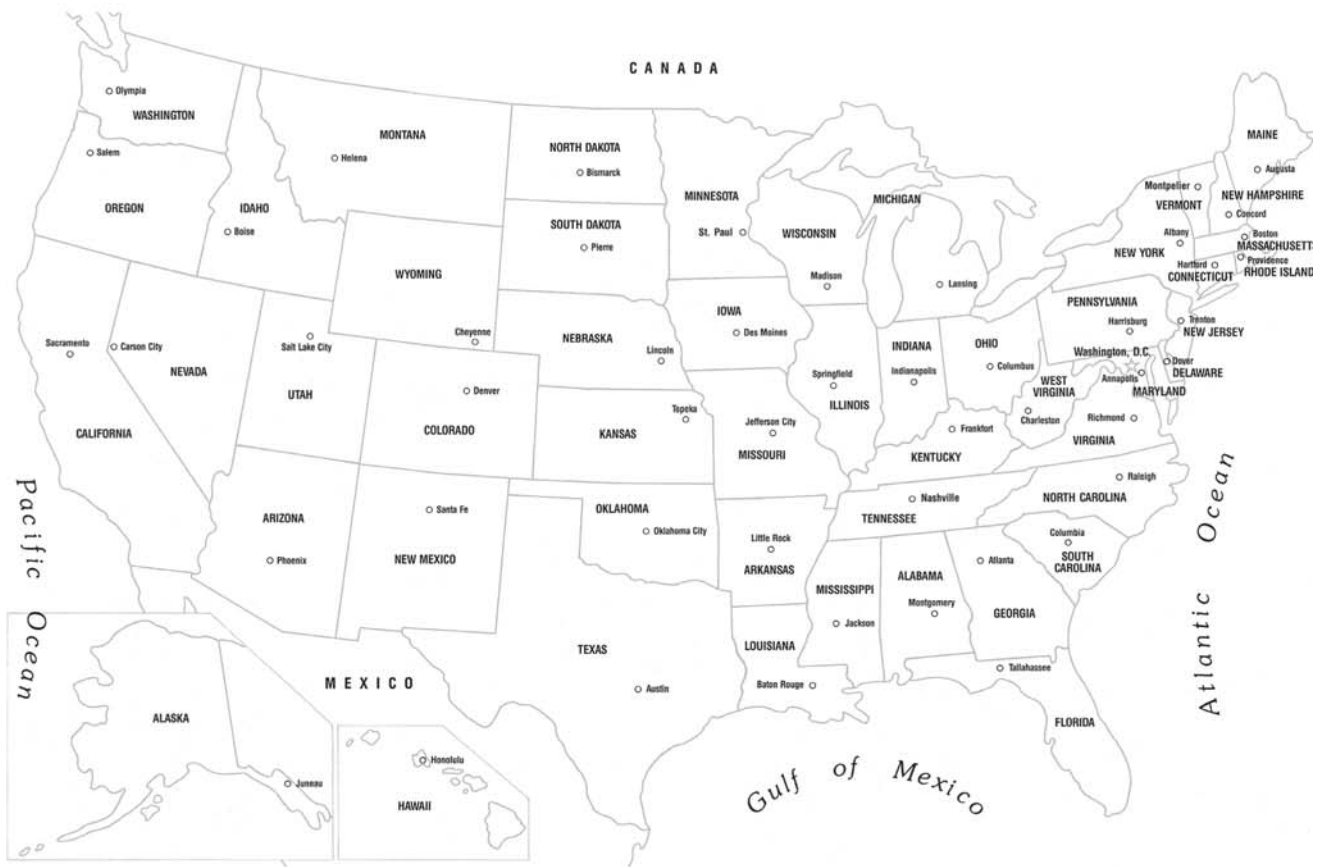 CANADA
Olympia
WASHINGTON
Salem
OREGON
MONTANA
Helena
IDAHO
Boise
NORTH DAKOTA
Bismarck
SOUTH DAKOTA
Pierre
MINNESOTA
St. Paul
WISCONSIN
Madison
MICHIGAN
Lansing
MAINE
Augusta
Montpelier
VERMONT
NEW HAMPSHIRE
Concord
Albany
NEW YORK
Boston
MASSACHUSETTS
Hartford
CONNECTICUT
Providence
RHODE ISLAND
WYOMING
Cheyenne
NEBRASKA
Lincoln
IOWA
Des Moines
PENNSYLVANIA
Harrisburg
Trenton
NEW JERSEY
Sacramento
Carson City
NEVADA
CALIFORNIA
Salt Lake City
UTAH
Denver
COLORADO
Topeka
KANSAS
Jefferson City
MISSOURI
Springfield
ILLINOIS
INDIANA
Indianapolis
OHIO
Columbus
Washington, D.C.
Annapolis
MARYLAND
Dover
DELAWARE
WEST
VIRGINIA
Charleston
Richmond
VIRGINIA
Frankfurt
KENTUCKY
Pacific Ocean
ARIZONA
Phoenix
Santa Fe
NEW MEXICO
OKLAHOMA
Oklahoma City
Little Rock
ARKANSAS
Nashville
TENNESSEE
Raleigh
NORTH CAROLINA
Columbia
SOUTH
CAROLINA
Atlantic Ocean
MISSISSIPPI
Jackson
ALABAMA
Montgomery
Atlanta
GEORGIA
TEXAS
Austin
LOUISIANA
Baton Rouge
Tallahassee
FLORIDA
MEXICO
Gulf of Mexico
ALASKA
Juneau
Honolulu
HAWAII